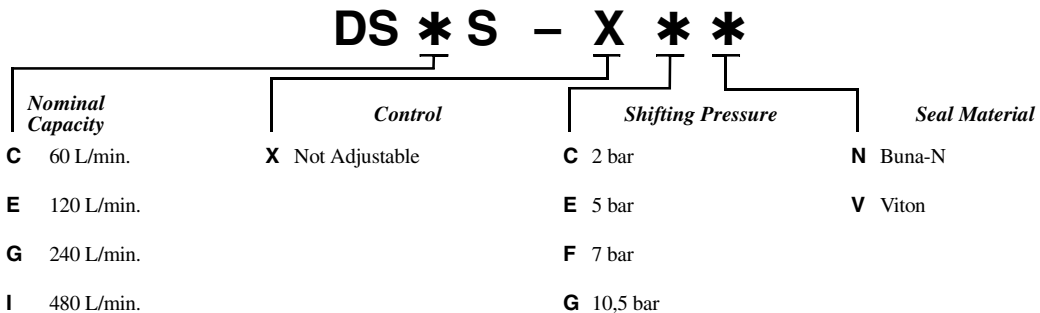 DS ✱ S – X ✱ ✱
Nominal Capacity
C 60 L/min.
E 120 L/min.
G 240 L/min.
I 480 L/min.
Control
X Not Adjustable
Shifting Pressure
C 2 bar
E 5 bar
F 7 bar
G 10,5 bar
Seal Material
N Buna-N
V Viton